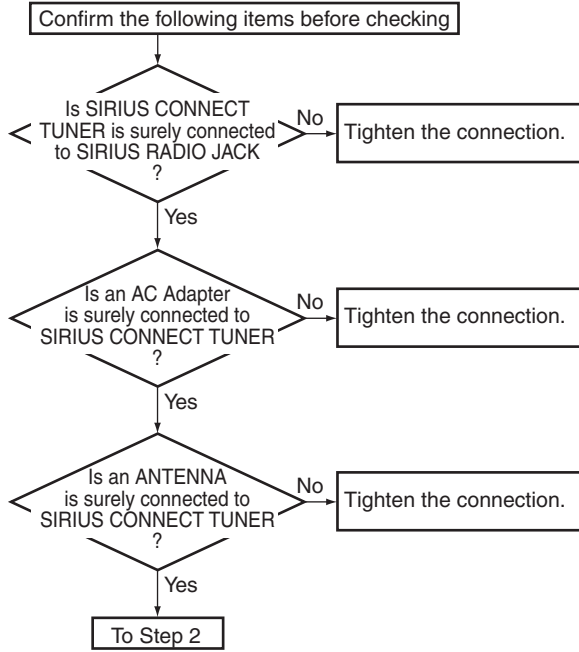 Confirm the following items before checking
Is SIRIUS CONNECT
TUNER is surely connected
to SIRIUS RADIO JACK
?
No
Tighten the connection.
Yes
Is an AC Adapter
is surely connected to
SIRIUS CONNECT TUNER
?
No
Tighten the connection.
Yes
Is an ANTENNA
is surely connected to
SIRIUS CONNECT TUNER
?
No
Tighten the connection.
Yes
To Step 2